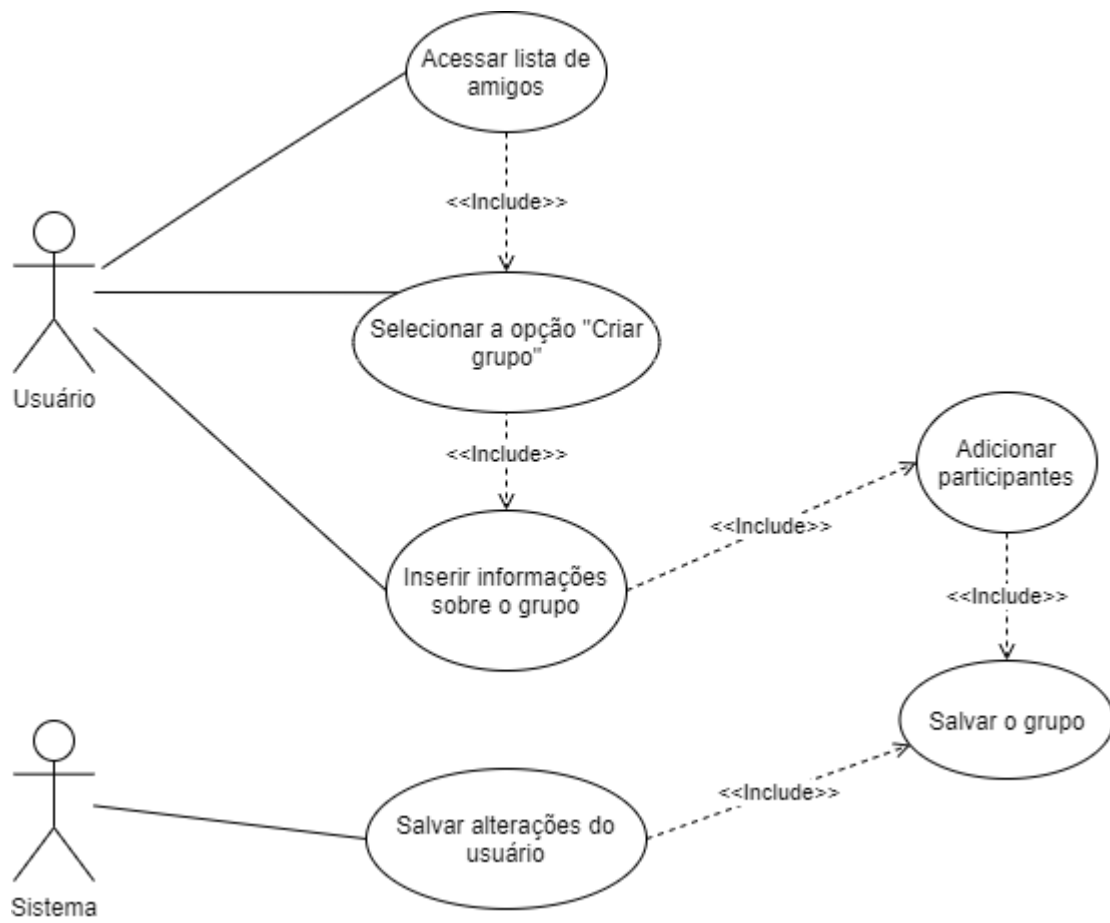 Acessar lista de
amigos
<<Include>>
Selecionar a opção "Criar
grupo"
Usuário
<<Include>>
Adicionar
participantes
<<Include>>
Inserir informações
sobre o grupo
<<Include>>
Salvar o grupo
<<Include>>
Salvar alterações do
usuário
Sistema